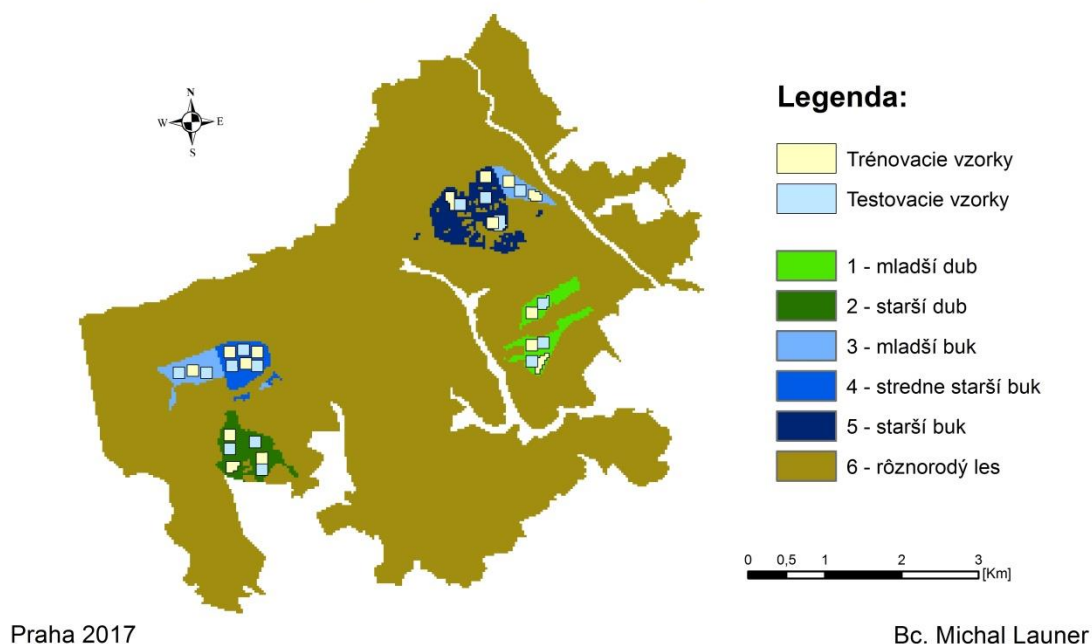 N
W E
S
Legenda:
Trénovacie vzorky
Testovacie vzorky
1 - mladší dub
2 - starší dub
3 - mladší buk
4 - stredne starší buk
5 - starší buk
6 - rôznorodý les
0 0,5 1 2 3
[Km]
Praha 2017
Bc. Michal Launer